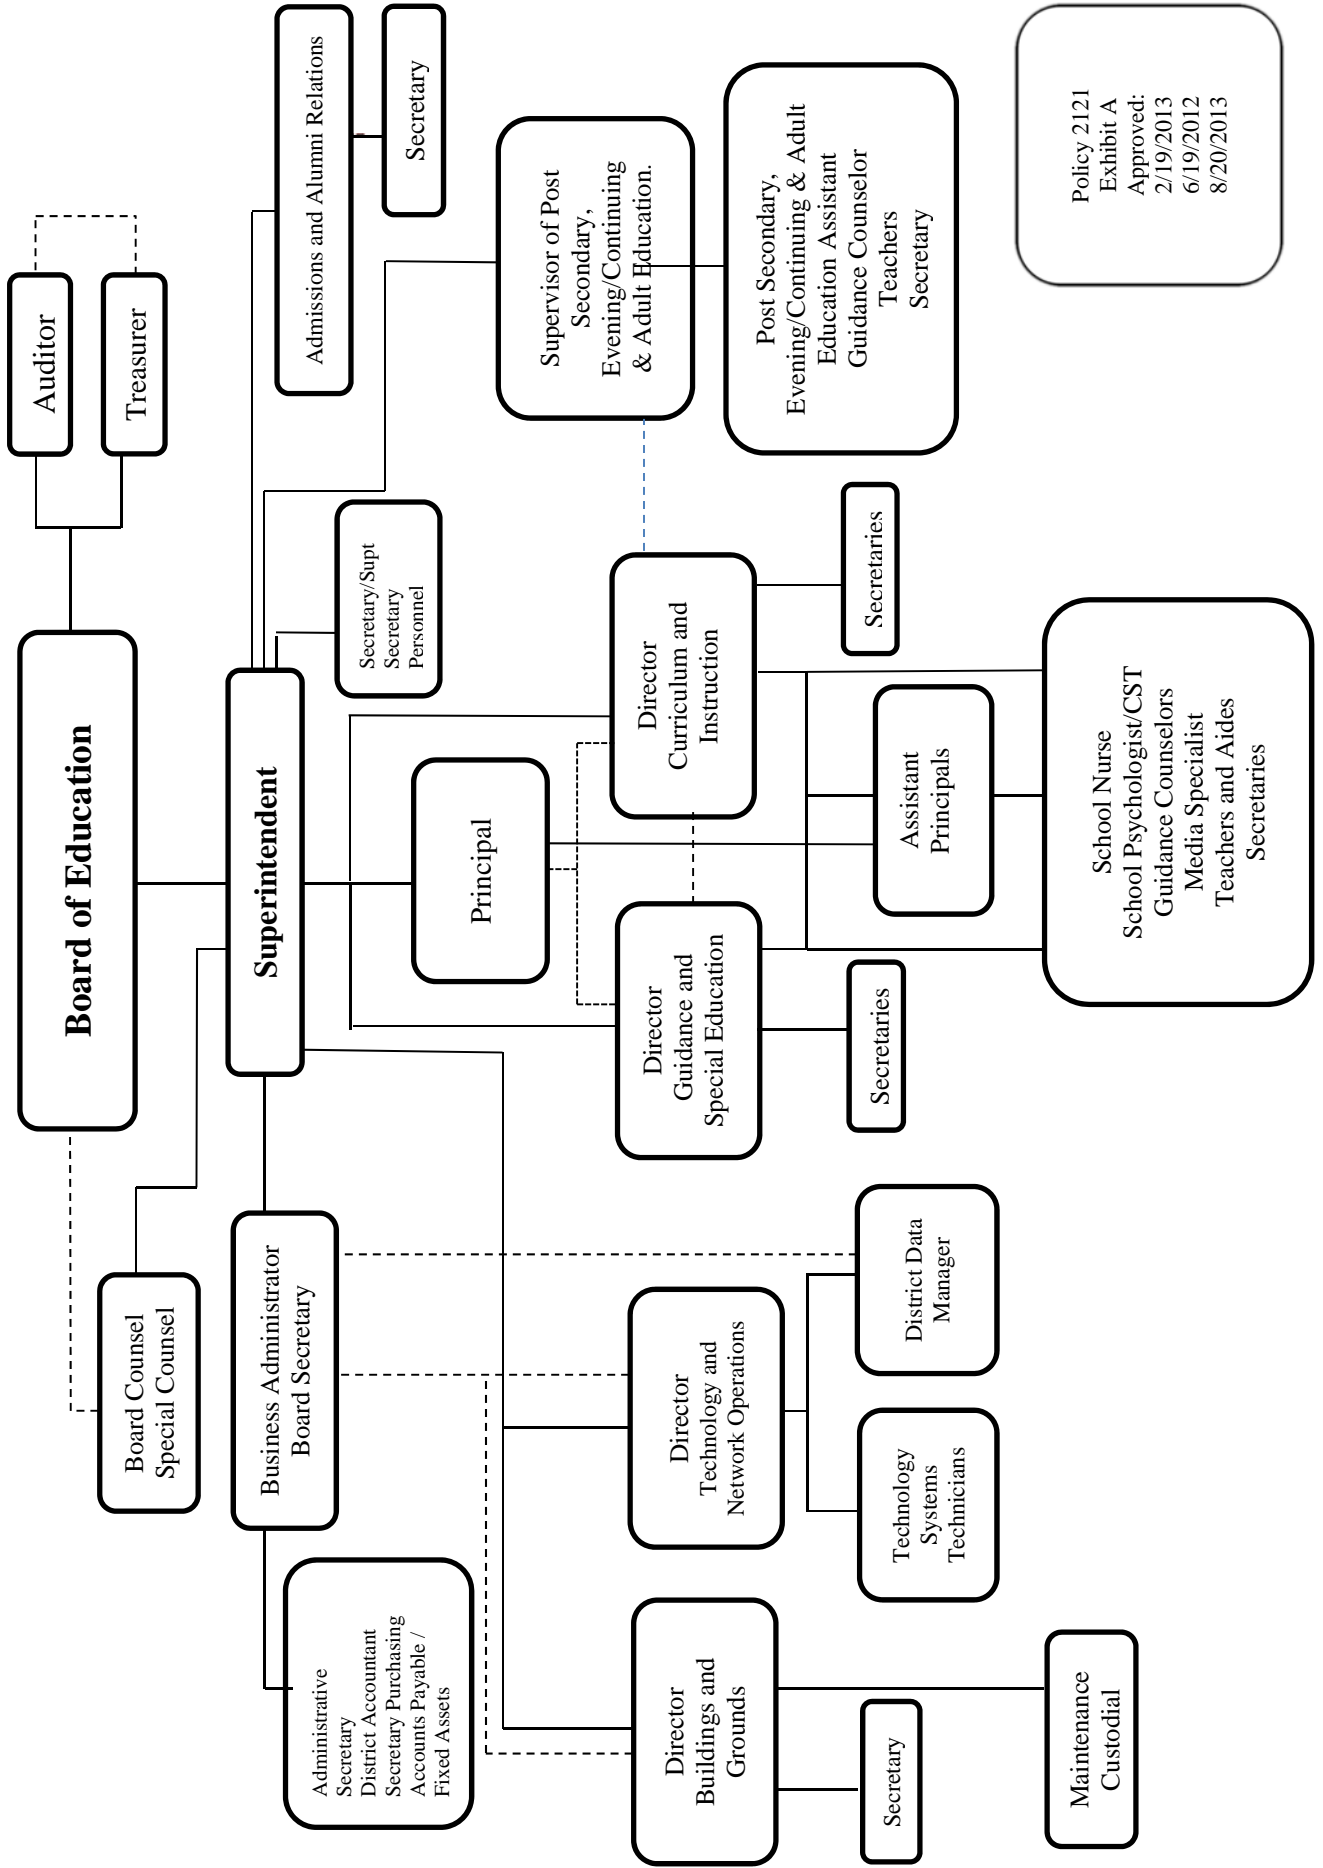 Board of Education
Auditor
Treasurer
Board Counsel
Special Counsel
Superintendent
Business Administrator
Board Secretary
Admissions and Alumni Relations
Secretary
Administrative
Secretary
District Accountant
Secretary Purchasing
Accounts Payable /
Fixed Assets
Secretary/Supt
Secretary
Personnel
Principal
Supervisor of Post
Secondary,
Evening/Continuing
& Adult Education.
Director
Buildings and
Grounds
Director
Technology and
Network Operations
Director
Guidance and
Special Education
Director
Curriculum and
Instruction
Post Secondary,
Evening/Continuing & Adult
Education Assistant
Guidance Counselor
Teachers
Secretary
Secretary
Technology
Systems
Technicians
District Data
Manager
Secretaries
Assistant
Principals
Secretaries
Maintenance
Custodial
School Nurse
School Psychologist/CST
Guidance Counselors
Media Specialist
Teachers and Aides
Secretaries
Policy 2121
Exhibit A
Approved:
2/19/2013
6/19/2012
8/20/2013